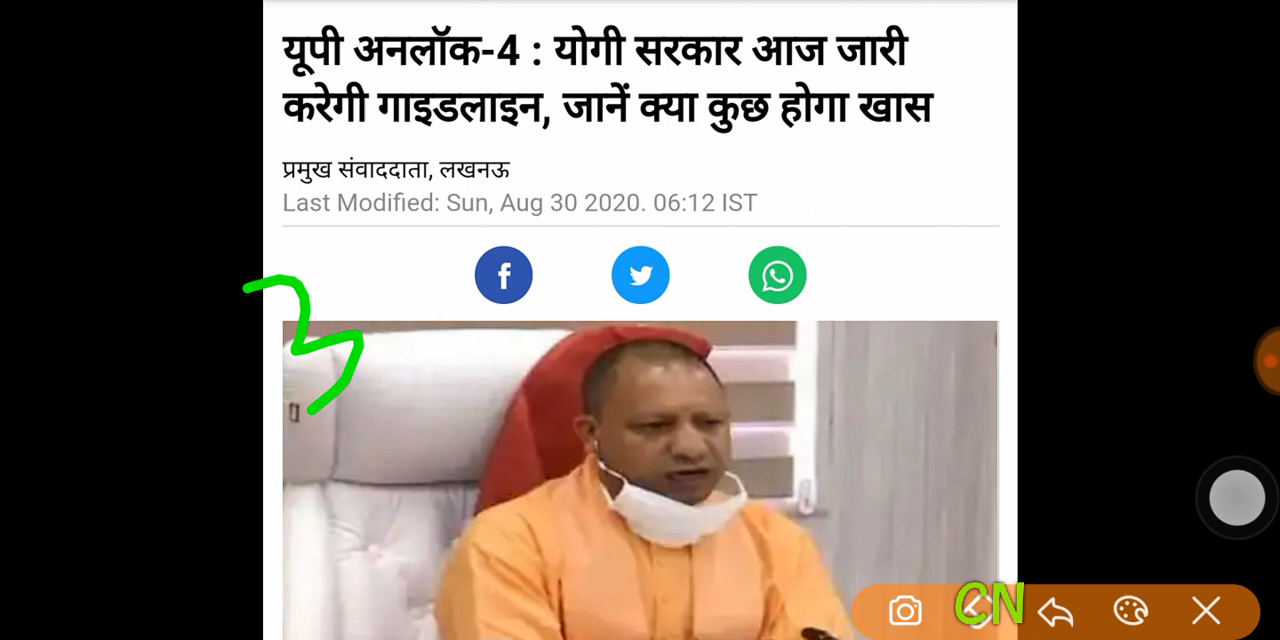 यूपी अनलॉक-4 : योगी सरकार आज जारी
करेगी गाइडलाइन, जानें क्या कुछ होगा खास
प्रमुख संवाददाता, लखनऊ
Last Modified: Sun, Aug 30 2020. 06:12 IST
3
CN